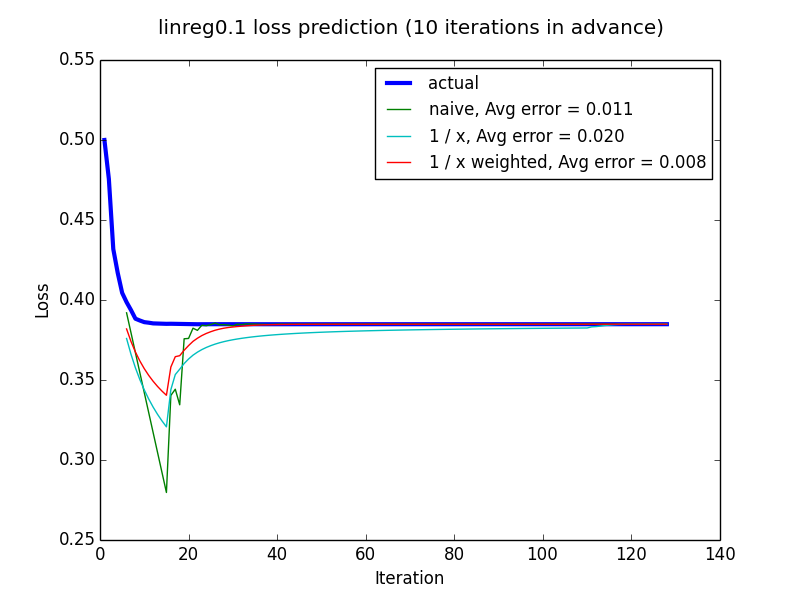 linreg0.1 loss prediction (10 iterations in advance)
0.55
0.50
0.45
0.40
0.35
0.30
0.25
Loss
actual
naive, Avg error = 0.011
1 / x, Avg error = 0.020
1 / x weighted, Avg error = 0.008
0 20 40 60 80 100 120 140
Iteration